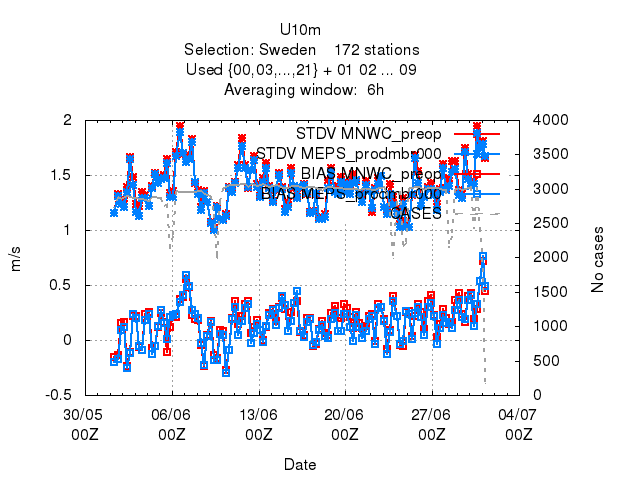 U10m
Selection: Sweden 172 stations
Used {00,03,...,21} + 01 02 ... 09
Averaging window: 6h
STDV MNWC_preop
STDV MEPS_prodmbr000
BIAS MNWC_preop
BIAS MEPS_prodmbr000
CASES
2
1.5
1
0.5
0
-0.5
m/s
4000
3500
3000
2500
2000
1500
1000
500
0
No cases
30/05 06/06 13/06 20/06 27/06 04/07
00Z 00Z 00Z 00Z 00Z 00Z
Date